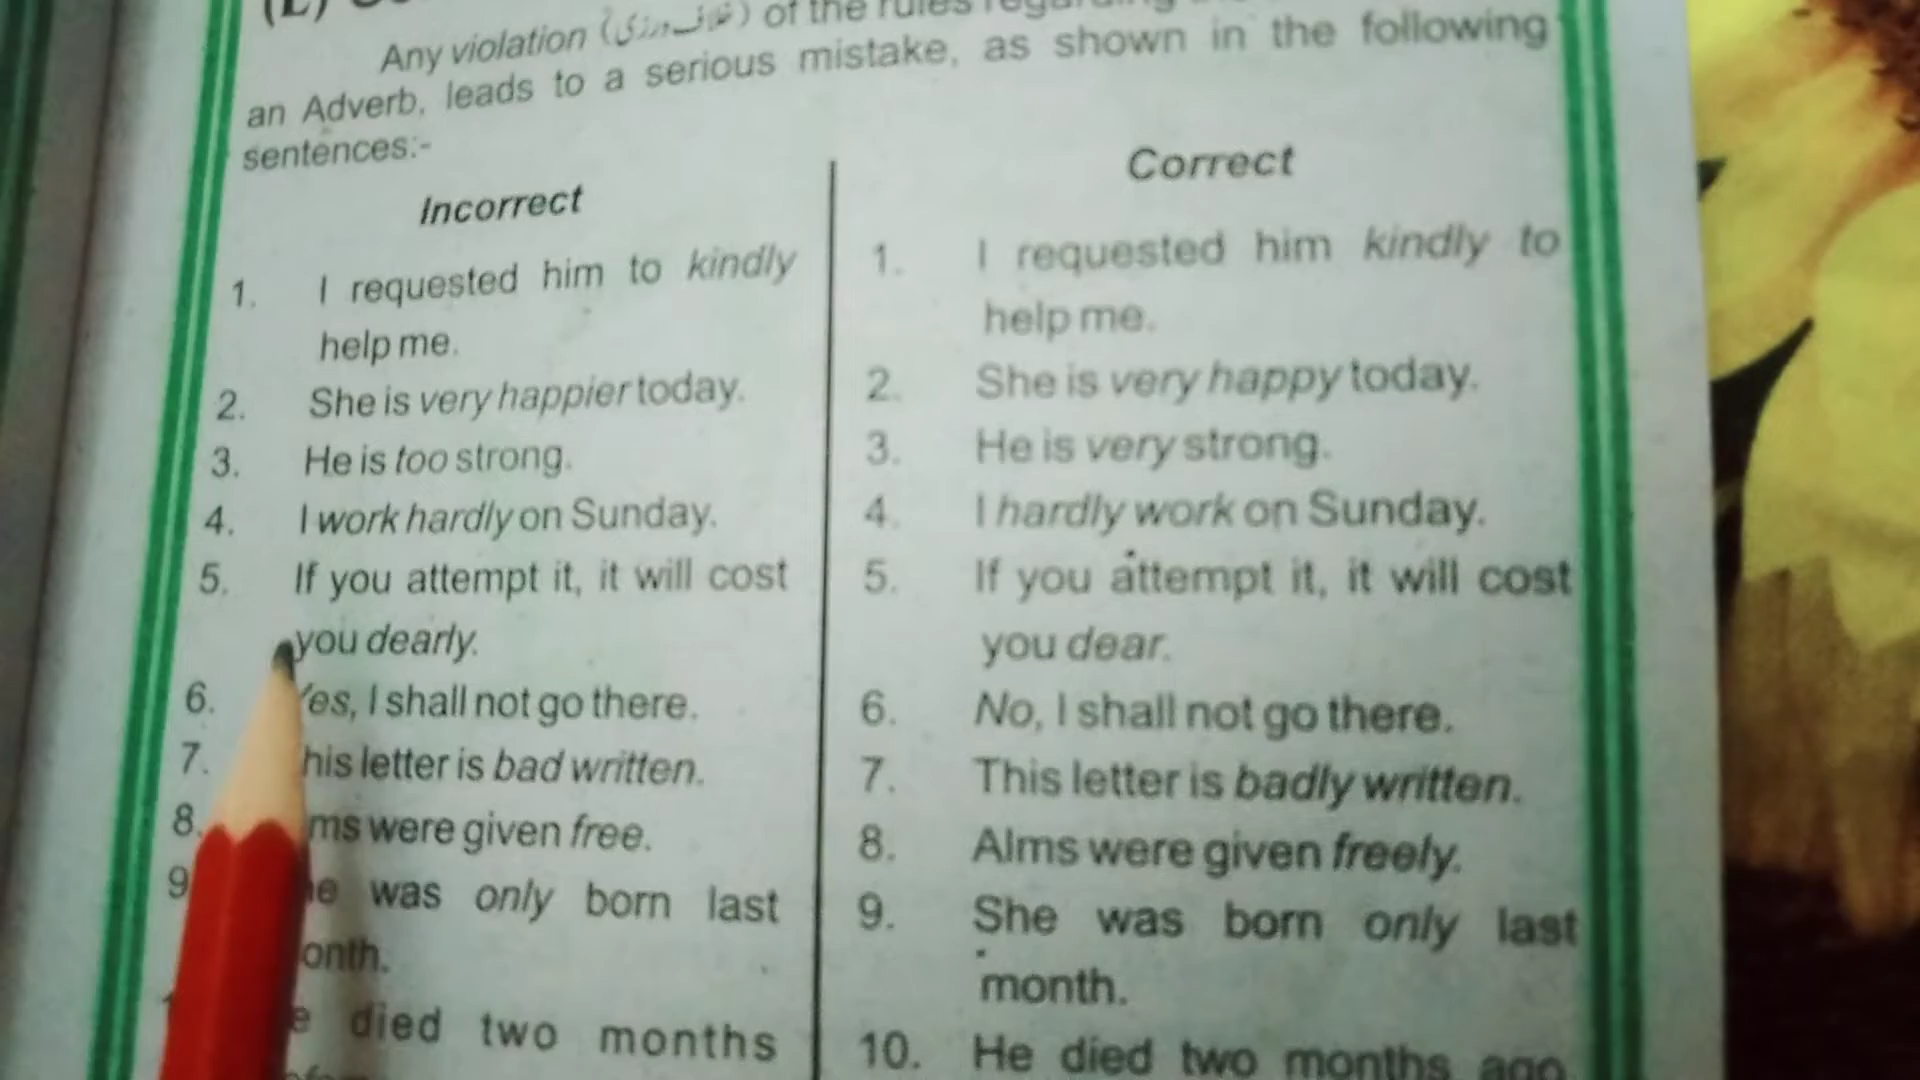 (E)
Any violation (خلاف ورزی) of the rules regarding the
an Adverb, leads to a serious mistake, as shown in the following
sentences:-
Incorrect
1. I requested him to kindly
help me.
2. She is very happier today.
3. He is too strong.
4. I work hardly on Sunday.
5. If you attempt it, it will cost
you dearly.
6. Yes, I shall not go there.
7. his letter is bad written.
8. ms were given free.
9 he was only born last
onth.
e died two months
Correct
1. I requested him kindly to
help me.
2. She is very happy today.
3. He is very strong.
4. I hardly work on Sunday.
5. If you attempt it, it will cost
you dear.
6. No, I shall not go there.
7. This letter is badly written.
8. Alms were given freely.
9. She was born only last
month.
10. He died two months ago.